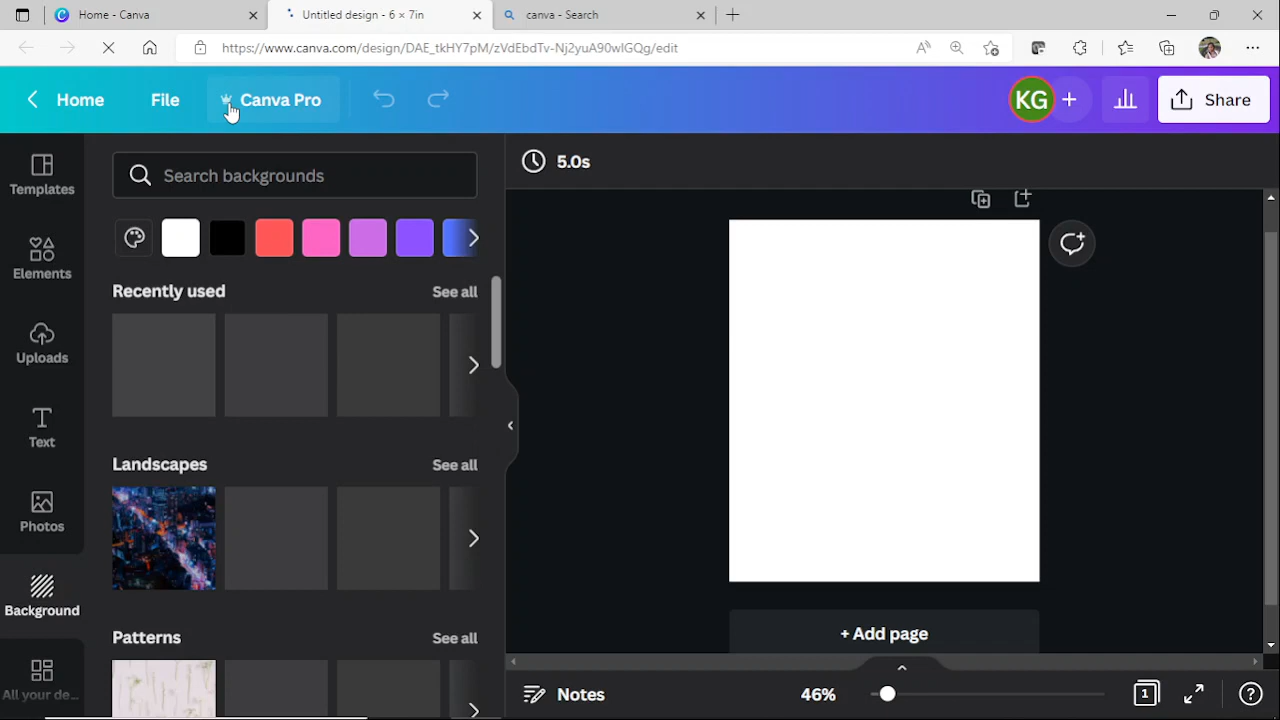 Home - Canva
Untitled design - 6 × 7in
canva - Search
https://www.canva.com/design/DAE_tkHY7pM/zVdEbdTv-Nj2yuA90wIGQg/edit
Home
File
Canva Pro
KG
Share
Templates
Search backgrounds
5.0s
Elements
Recently used
See all
Uploads
Text
Landscapes
See all
Photos
Background
Patterns
See all
+ Add page
All your de...
Notes
46%
1